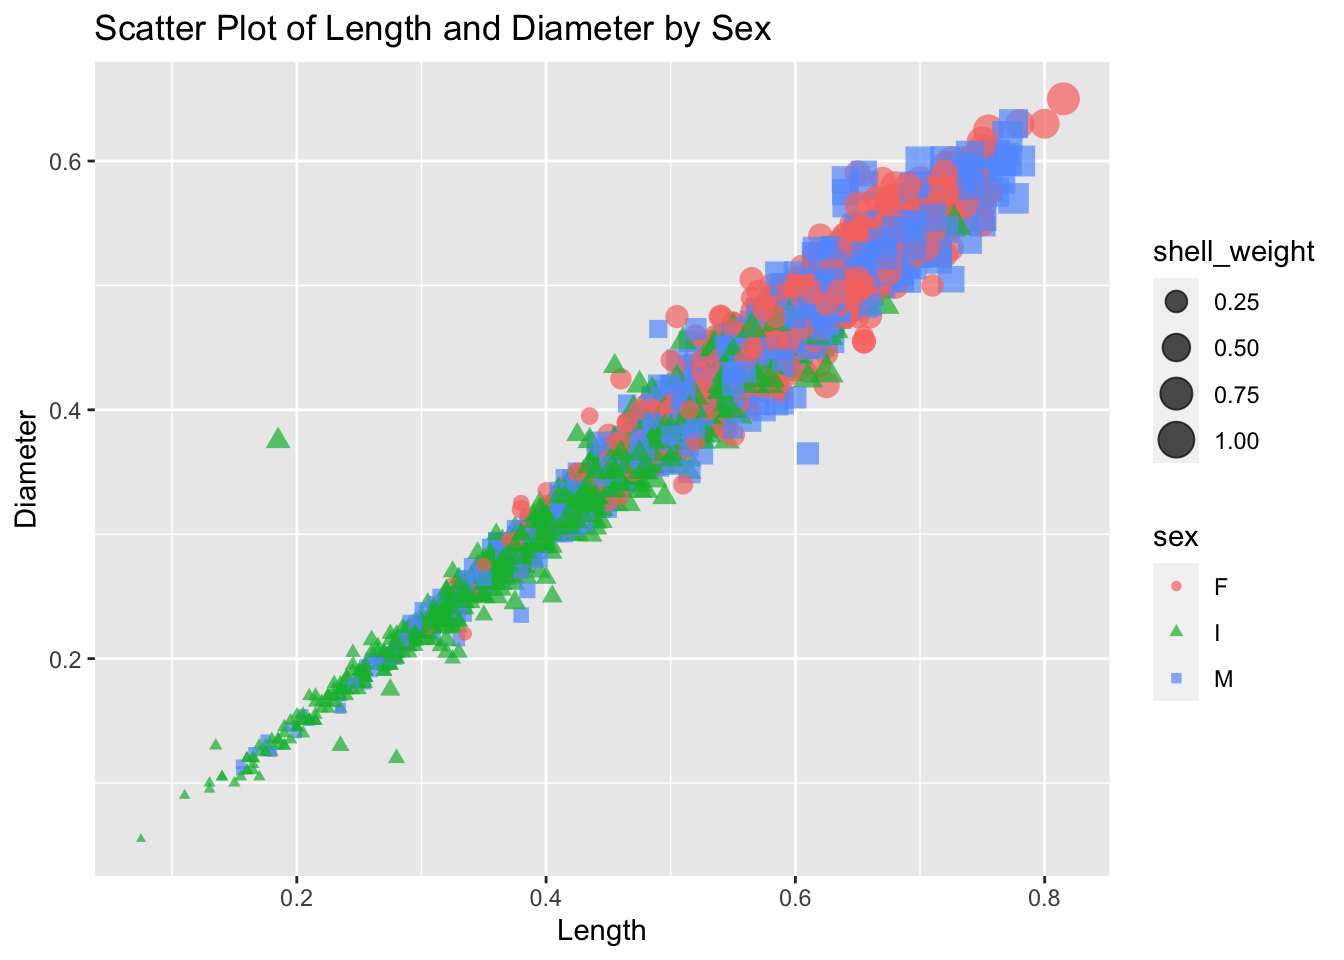 Scatter Plot of Length and Diameter by Sex
Diameter
0.6
0.4
0.2
0.2
0.4
0.6
0.8
Length
shell_weight
0.25
0.50
0.75
1.00
sex
F
I
M